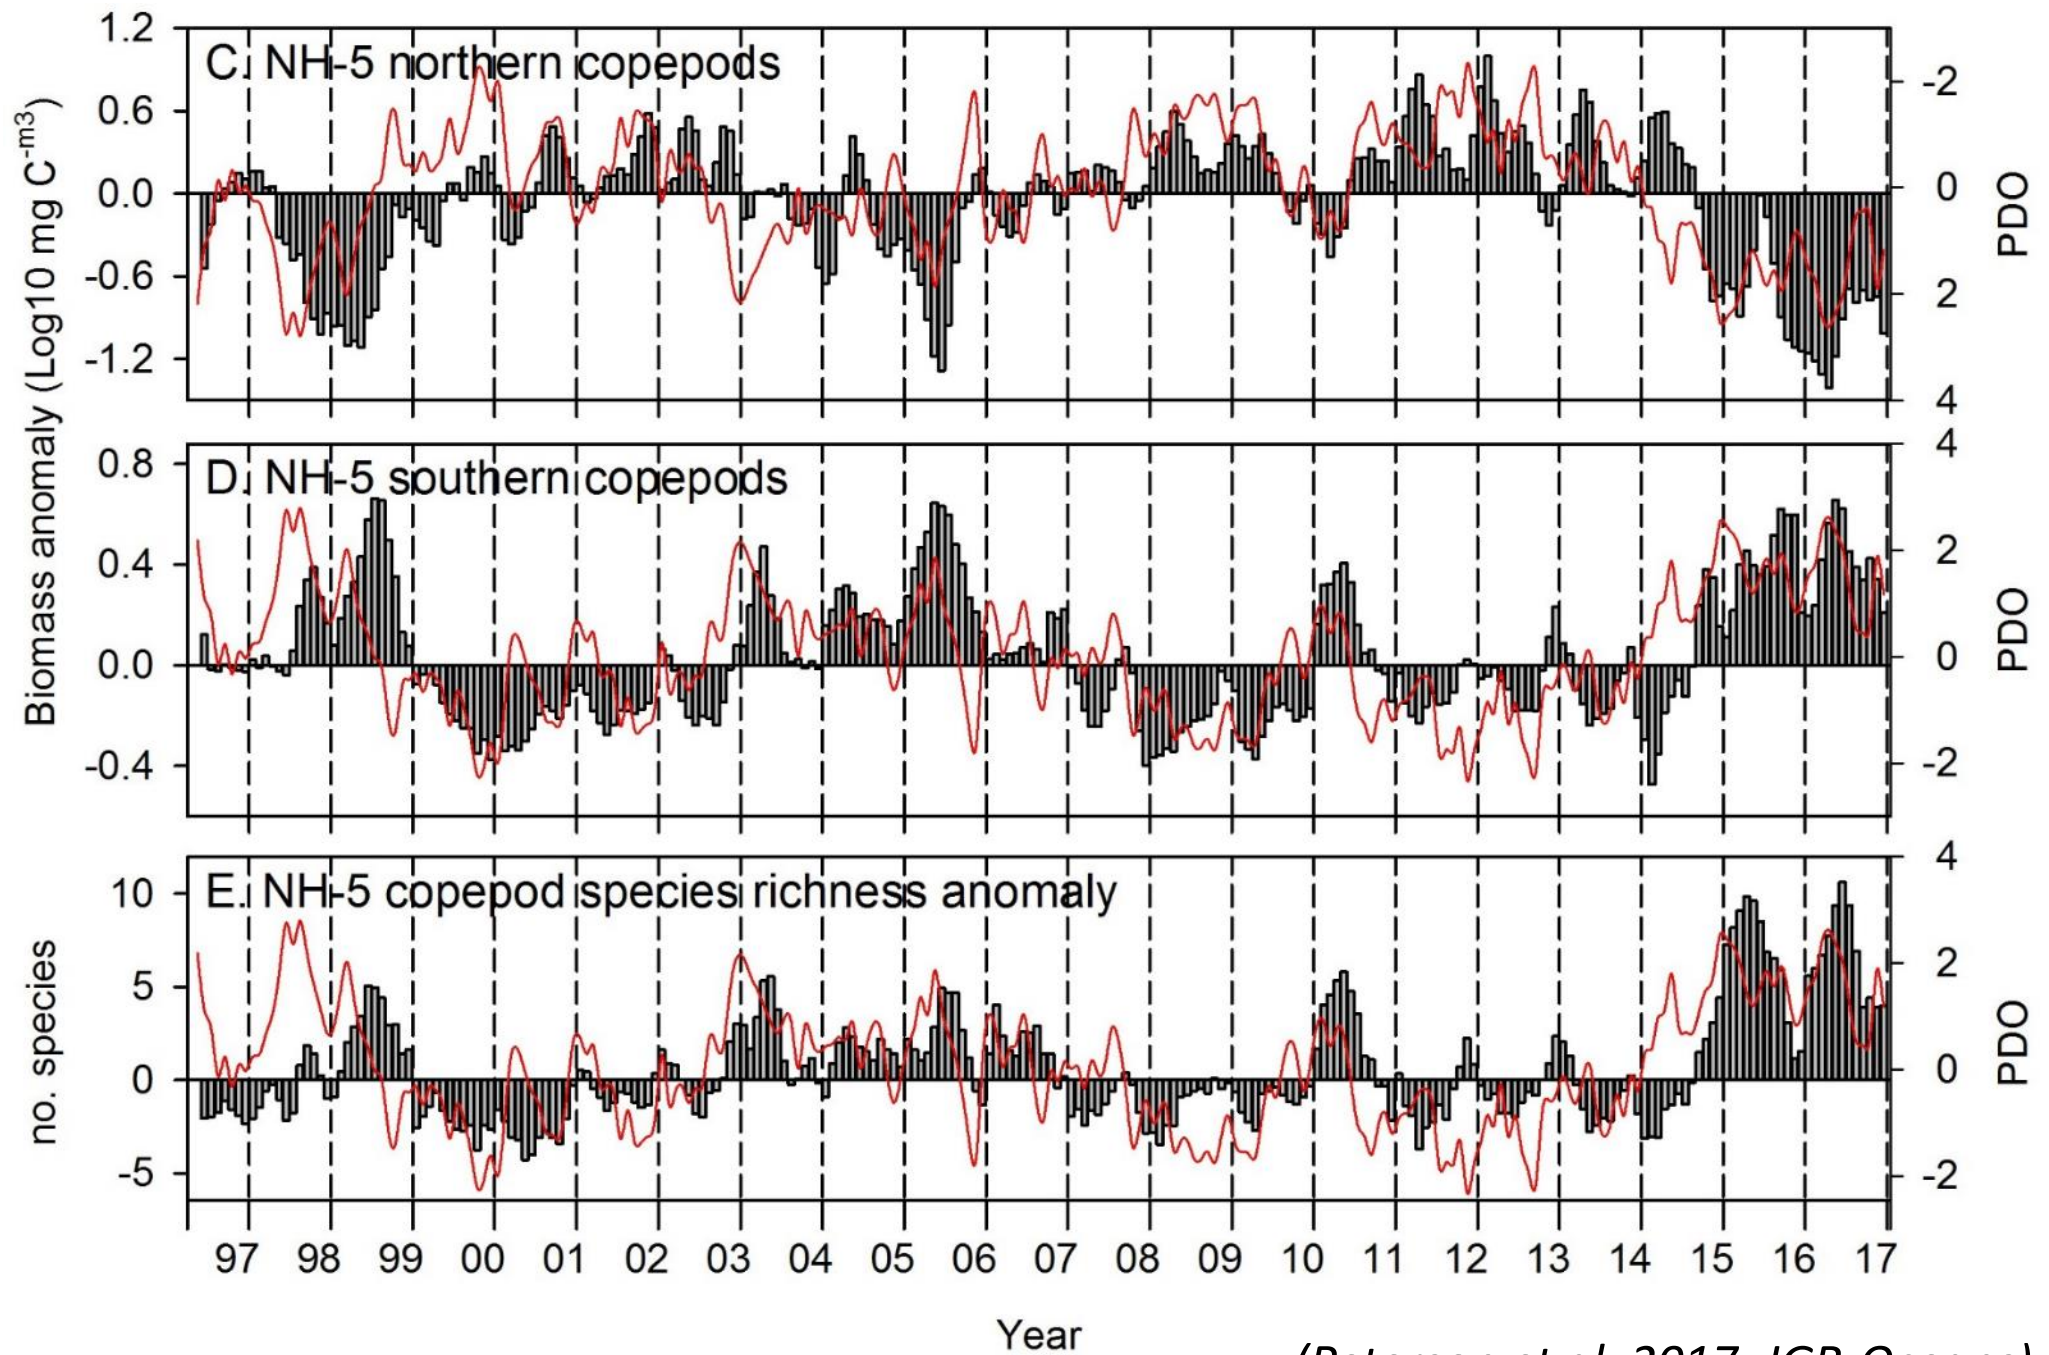 Biomass anomaly (Log10 mg C-m3)
1.2
0.6
0.0
-0.6
-1.2
C. NH-5 northern copepods
-2
0
2
4
PDO
0.8
0.4
0.0
-0.4
D. NH-5 southern copepods
4
2
0
-2
PDO
no. species
10
5
0
-5
E. NH-5 copepod species richness anomaly
4
2
0
-2
PDO
97 98 99 00 01 02 03 04 05 06 07 08 09 10 11 12 13 14 15 16 17
Year